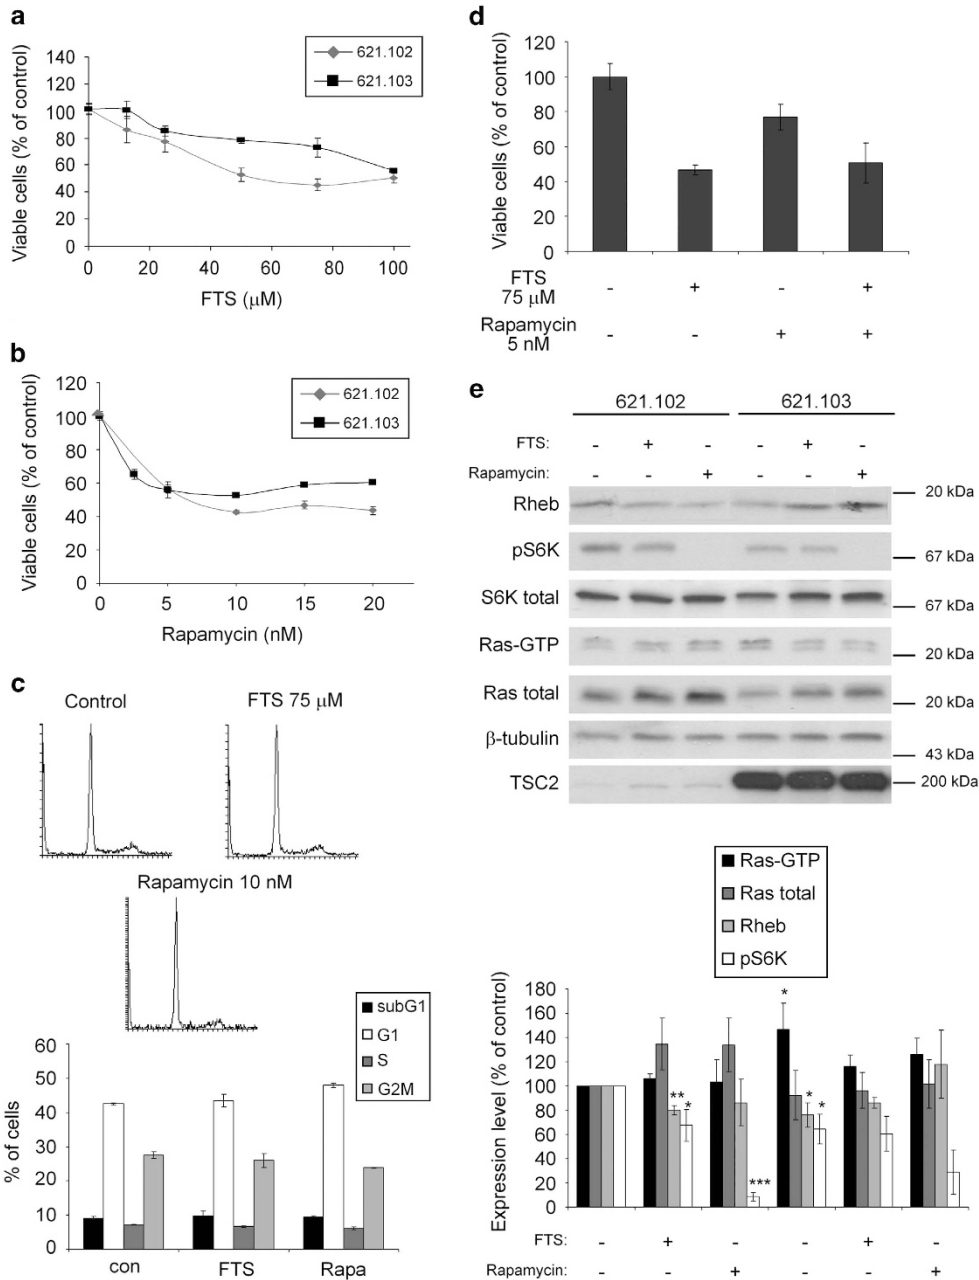 a
Viable cells (% of control)
140
120
100
80
60
40
20
0
0 20 40 60 80 100
FTS (µM)
621.102
621.103
b
Viable cells (% of control)
120
100
80
60
40
20
0
0 5 10 15 20
Rapamycin (nM)
621.102
621.103
c
Control
FTS 75 µM
Rapamycin 10 nM
subG1
G1
S
G2M
% of cells
60
50
40
30
20
10
0
con FTS Rapa
d
Viable cells (% of control)
120
100
80
60
40
20
0
FTS
75 µM - + - +
Rapamycin
5 nM - - + +
e
621.102 621.103
FTS: - + - - + -
Rapamycin: - - + - - +
Rheb 20 kDa
pS6K 67 kDa
S6K total 67 kDa
Ras-GTP 20 kDa
Ras total 20 kDa
β-tubulin 43 kDa
TSC2 200 kDa
Ras-GTP
Ras total
Rheb
pS6K
Expression level (% of control)
180
160
140
120
100
80
60
40
20
0
** * *** * * *
FTS: - + - - + -
Rapamycin: - - + - - +